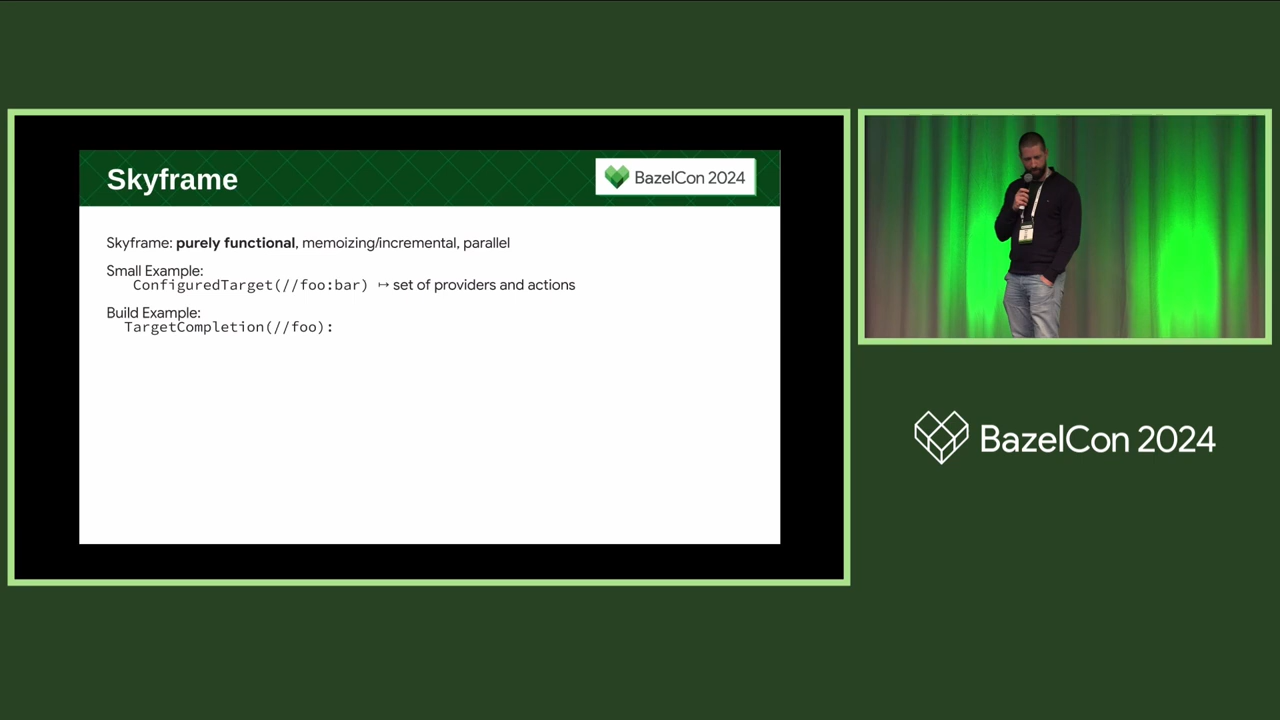 Skyframe
BazelCon 2024
Skyframe: purely functional, memoizing/incremental, parallel
Small Example:
ConfiguredTarget(//foo:bar) ↦ set of providers and actions
Build Example:
TargetCompletion(//foo):
BazelCon 2024